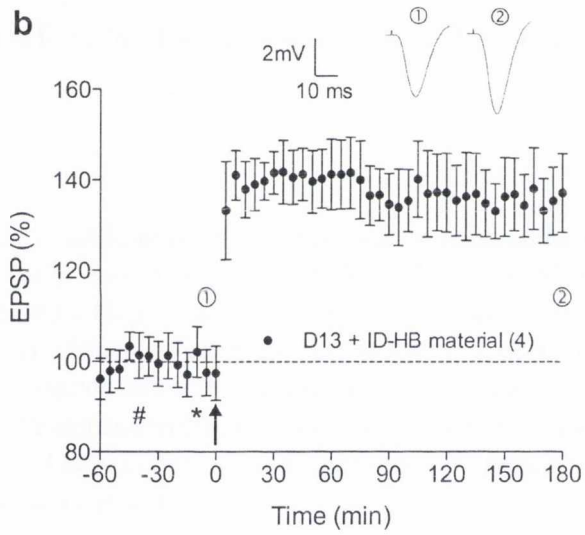 b
① ②
2mV
10 ms
160
140
120
100
80
EPSP (%)
① ②
D13 + ID-HB material (4)
# *
-60 -30 0 30 60 90 120 150 180
Time (min)